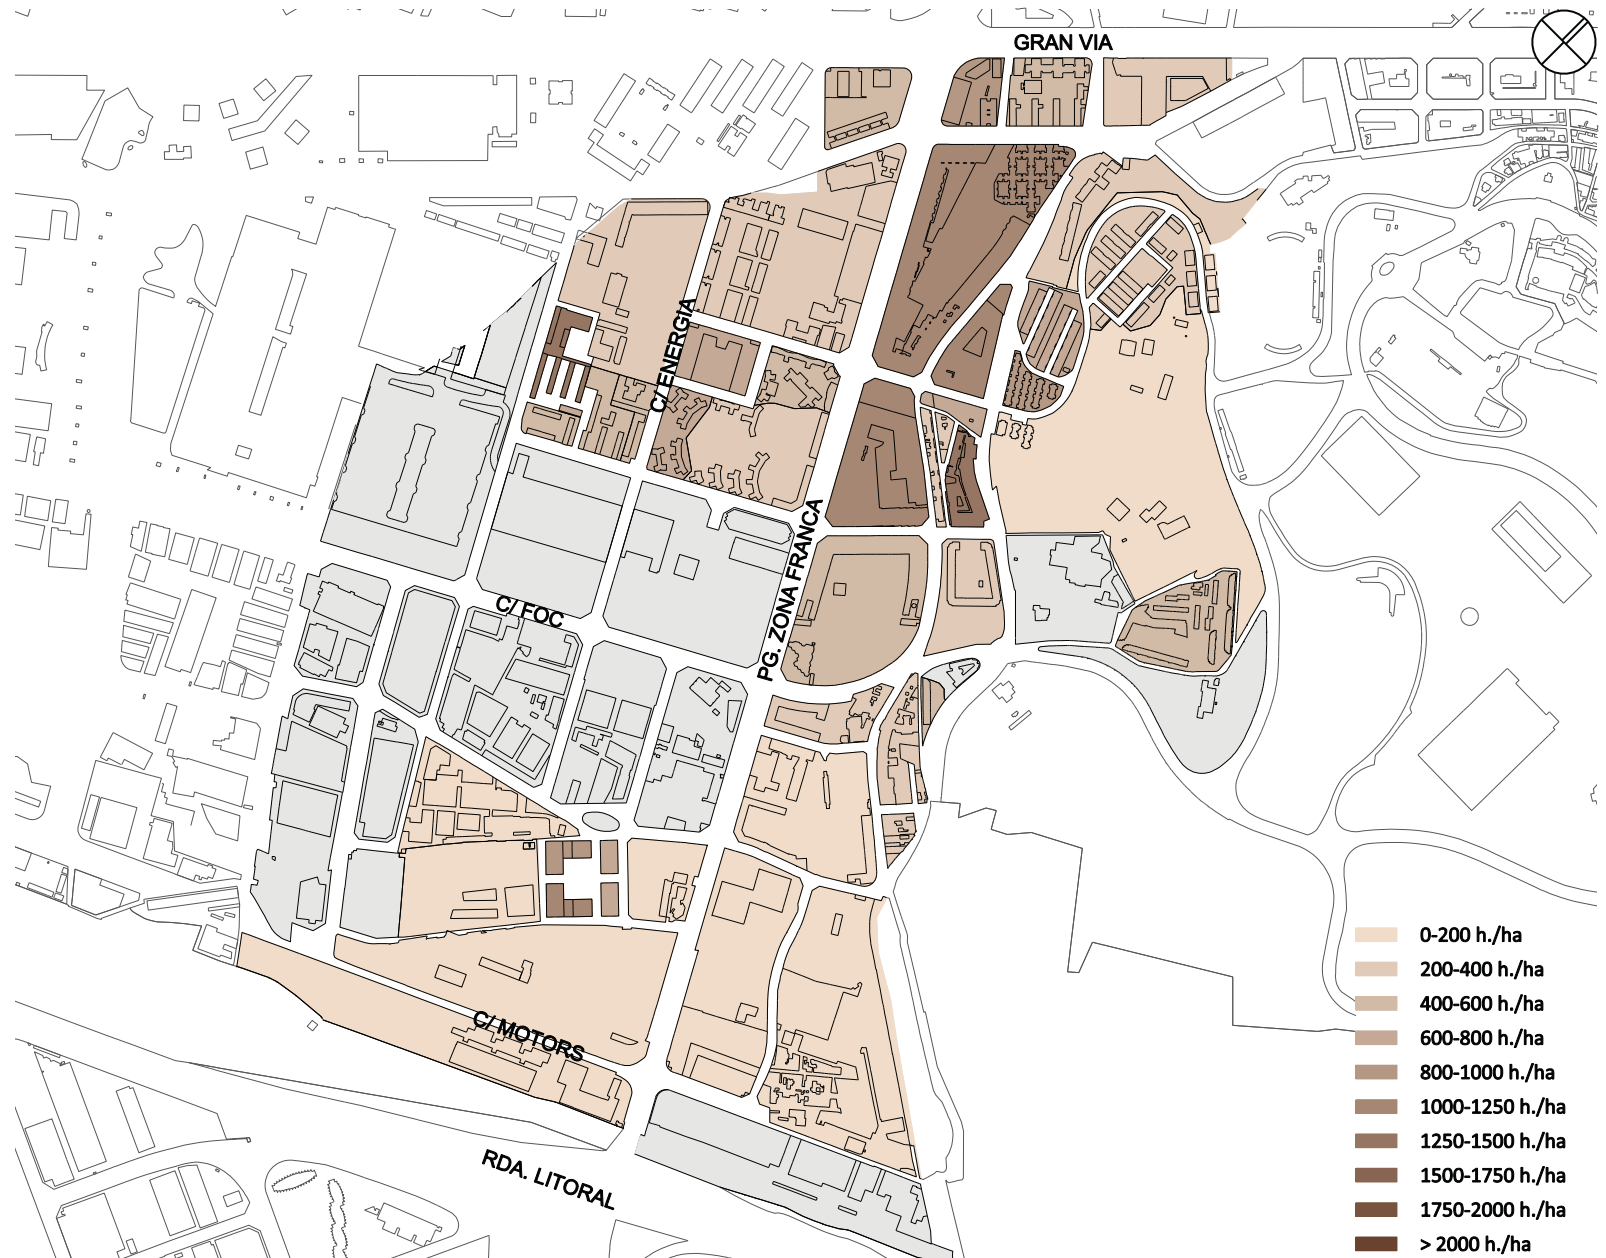 GRAN VIA
C/ ENERGIA
PG. ZONA FRANCA
C/ FOC
C/ MOTORS
RDA. LITORAL
0-200 h./ha
200-400 h./ha
400-600 h./ha
600-800 h./ha
800-1000 h./ha
1000-1250 h./ha
1250-1500 h./ha
1500-1750 h./ha
1750-2000 h./ha
> 2000 h./ha